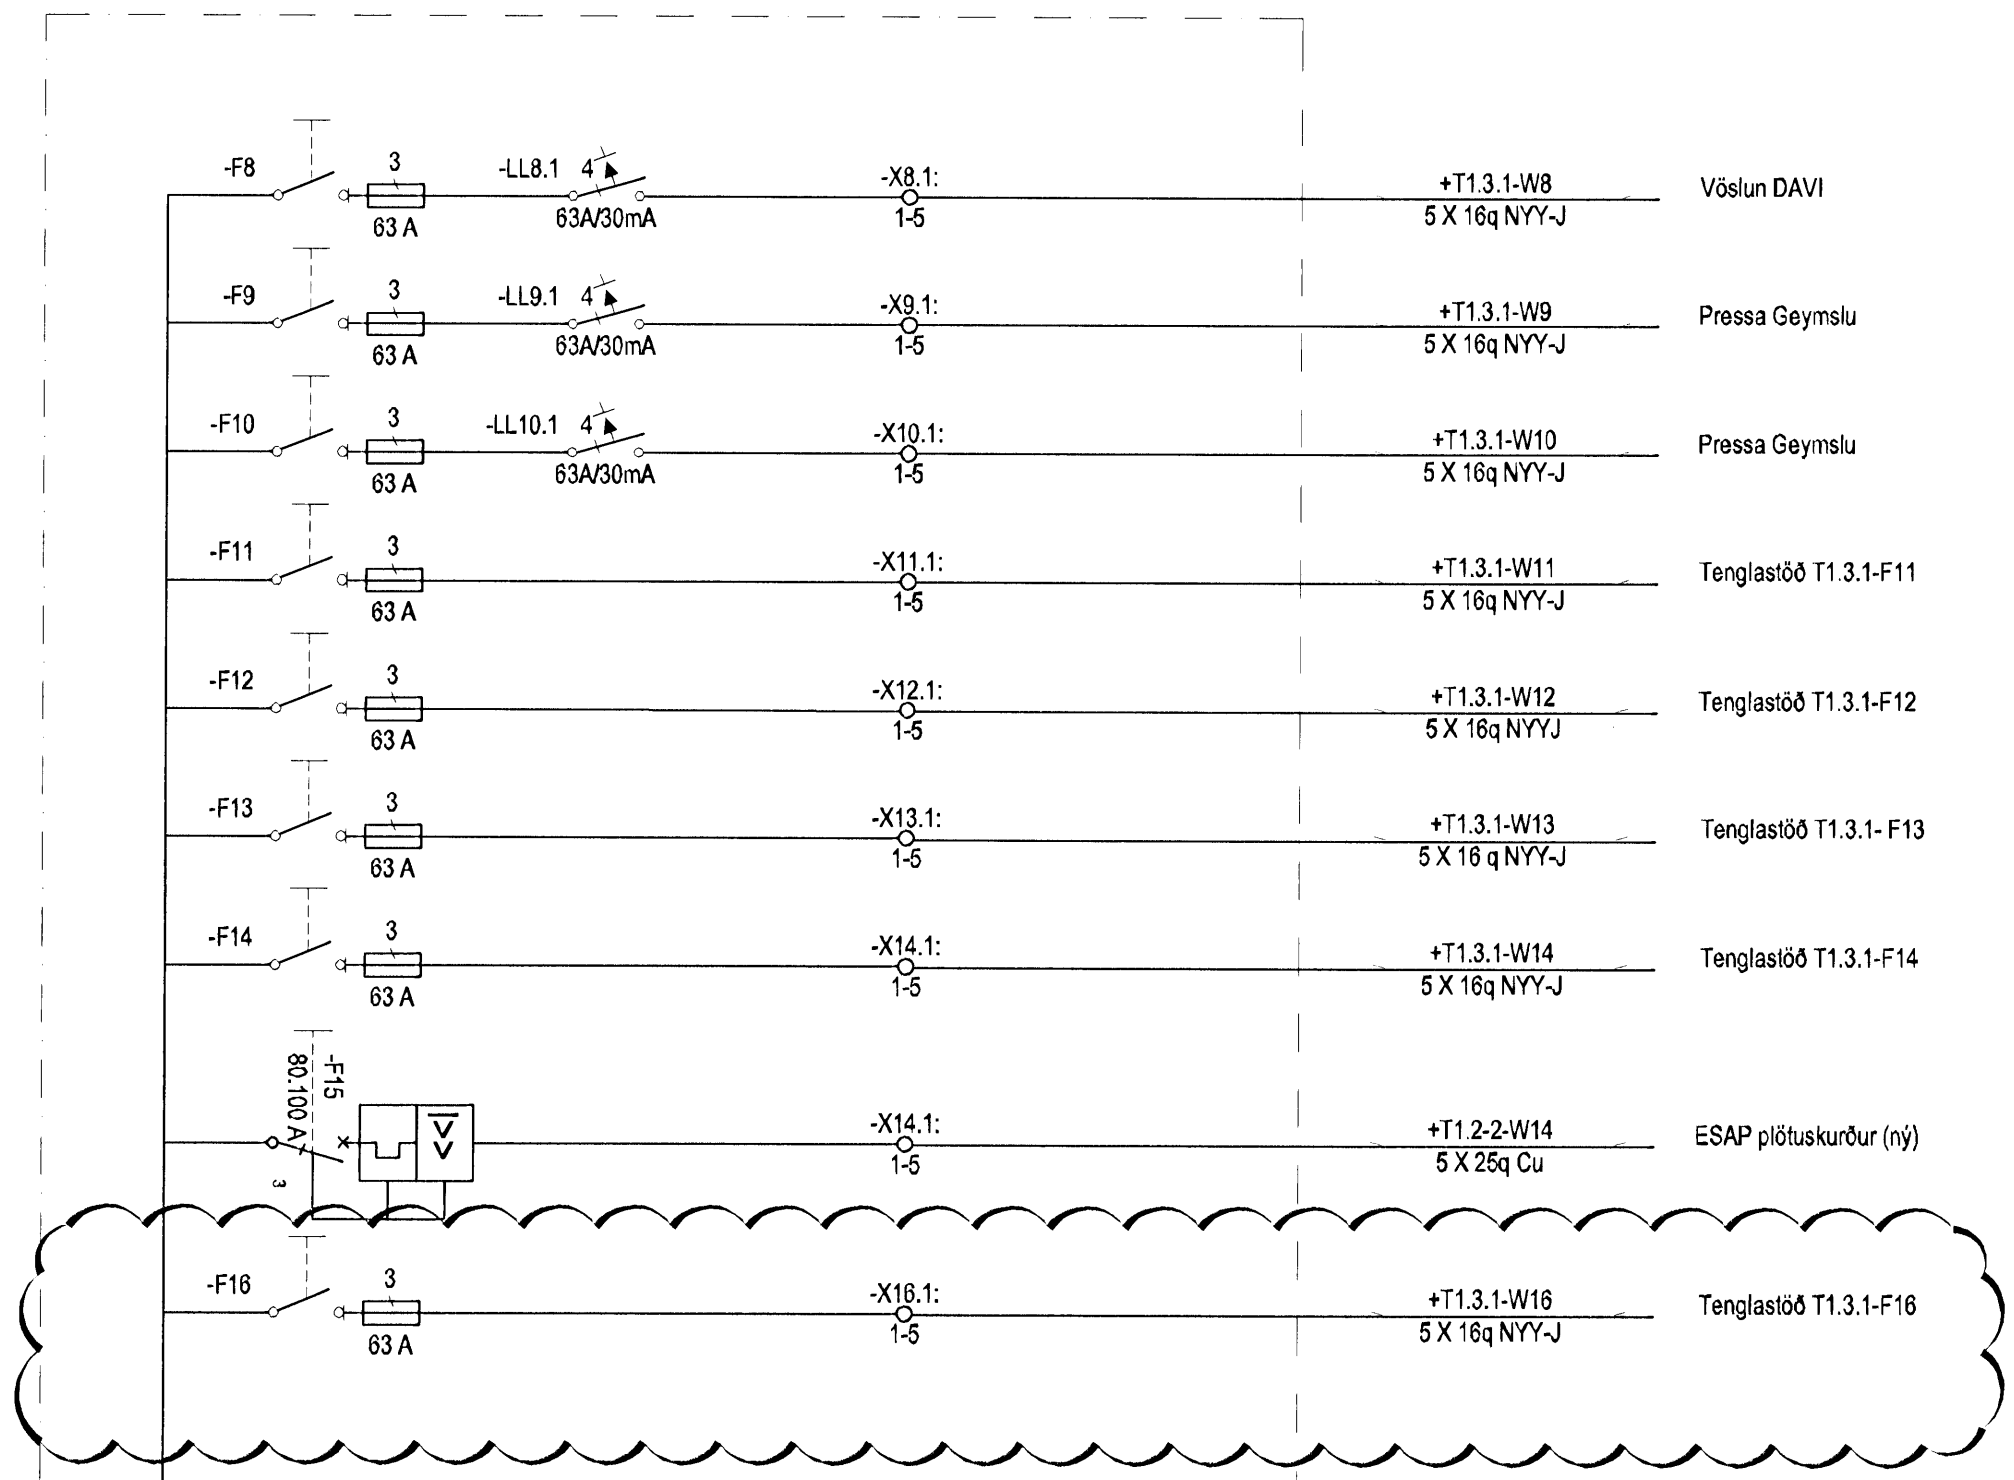 -F8
3
63 A
-LL8.1
4
63A/30mA
-X8.1:
1-5
+T1.3.1-W8
5 X 16q NYY-J
Vöslun DAVI
-F9
3
63 A
-LL9.1
4
63A/30mA
-X9.1:
1-5
+T1.3.1-W9
5 X 16q NYY-J
Pressa Geymslu
-F10
3
63 A
-LL10.1
4
63A/30mA
-X10.1:
1-5
+T1.3.1-W10
5 X 16q NYY-J
Pressa Geymslu
-F11
3
63 A
-X11.1:
1-5
+T1.3.1-W11
5 X 16q NYY-J
Tenglastöð T1.3.1-F11
-F12
3
63 A
-X12.1:
1-5
+T1.3.1-W12
5 X 16q NYYJ
Tenglastöð T1.3.1-F12
-F13
3
63 A
-X13.1:
1-5
+T1.3.1-W13
5 X 16 q NYY-J
Tenglastöð T1.3.1- F13
-F14
3
63 A
-X14.1:
1-5
+T1.3.1-W14
5 X 16q NYY-J
Tenglastöð T1.3.1-F14
-F15
80.100 A
3
-X14.1:
1-5
+T1.2-2-W14
5 X 25q Cu
ESAP plötuskurður (ný)
-F16
3
63 A
-X16.1:
1-5
+T1.3.1-W16
5 X 16q NYY-J
Tenglastöð T1.3.1-F16